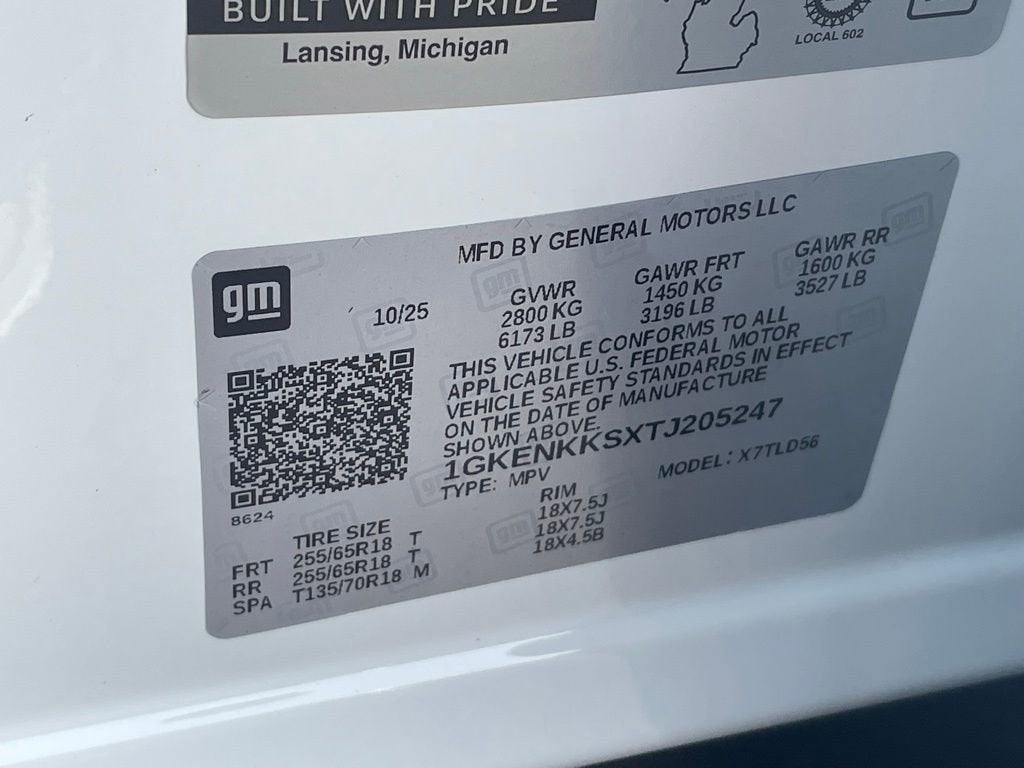 BUILT WITH PRIDE
Lansing, Michigan
LOCAL 602
MFD BY GENERAL MOTORS LLC
gm
10/25
GVWR GAWR FRT GAWR RR
2800 KG 1450 KG 1600 KG
6173 LB 3196 LB 3527 LB
THIS VEHICLE CONFORMS TO ALL
APPLICABLE U.S. FEDERAL MOTOR
VEHICLE SAFETY STANDARDS IN EFFECT
ON THE DATE OF MANUFACTURE
SHOWN ABOVE.
1GKENKKSXTJ205247
TYPE: MPV MODEL: X7TLD56
8624
TIRE SIZE RIM
FRT 255/65R18 T 18X7.5J
RR 255/65R18 T 18X7.5J
SPA T135/70R18 M 18X4.5B